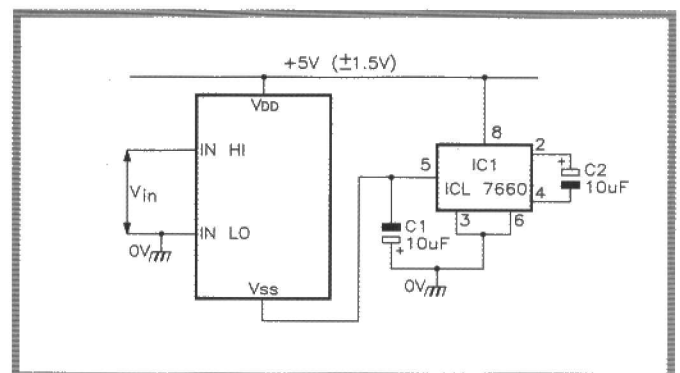 +5V (±1.5V)
VDD
8
IN HI
5
IC1
2
C2
Vin
ICL 7660
4
10uF
C1
3
6
IN LO
10uF
0V
+
0V
VSS
+